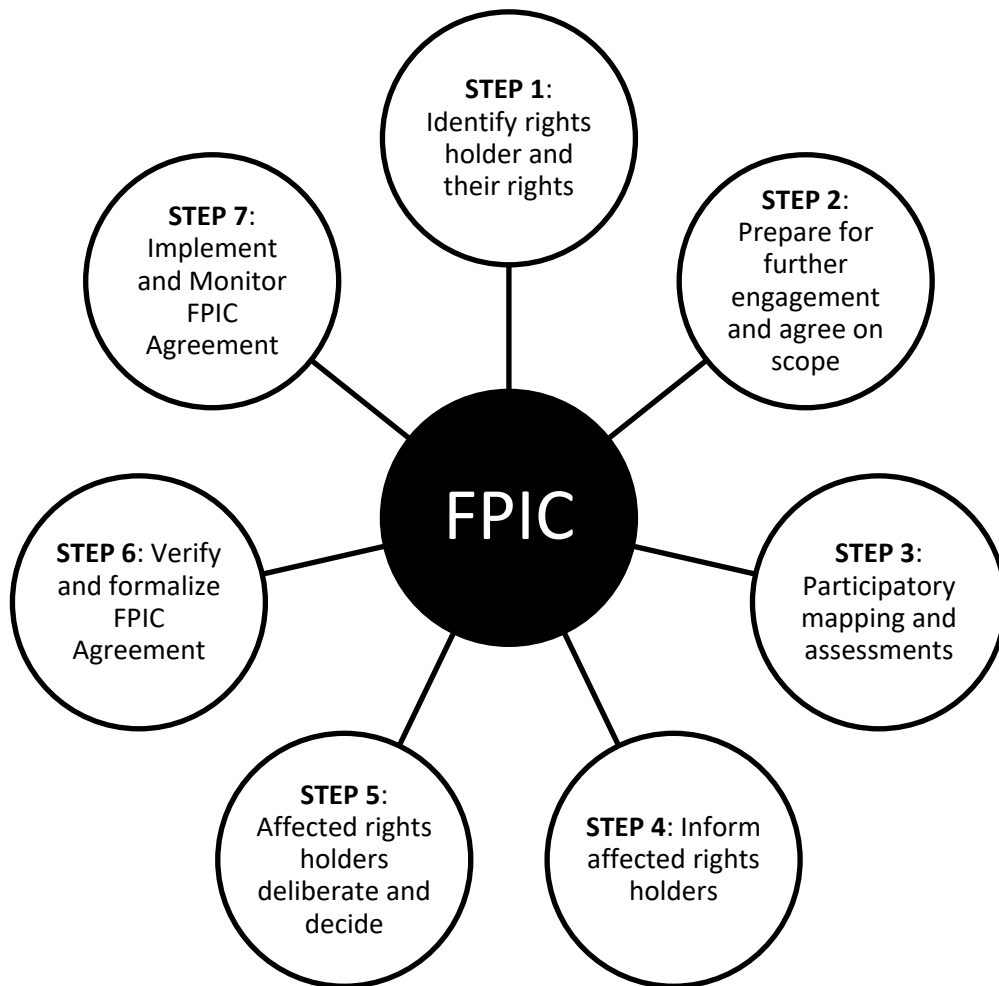 STEP 1:
Identify rights
holder and
their rights
STEP 2:
Prepare for
further
engagement
and agree on
scope
STEP 3:
Participatory
mapping and
assessments
STEP 4: Inform
affected rights
holders
STEP 5:
Affected rights
holders
deliberate and
decide
STEP 6: Verify
and formalize
FPIC
Agreement
STEP 7:
Implement
and Monitor
FPIC
Agreement
FPIC